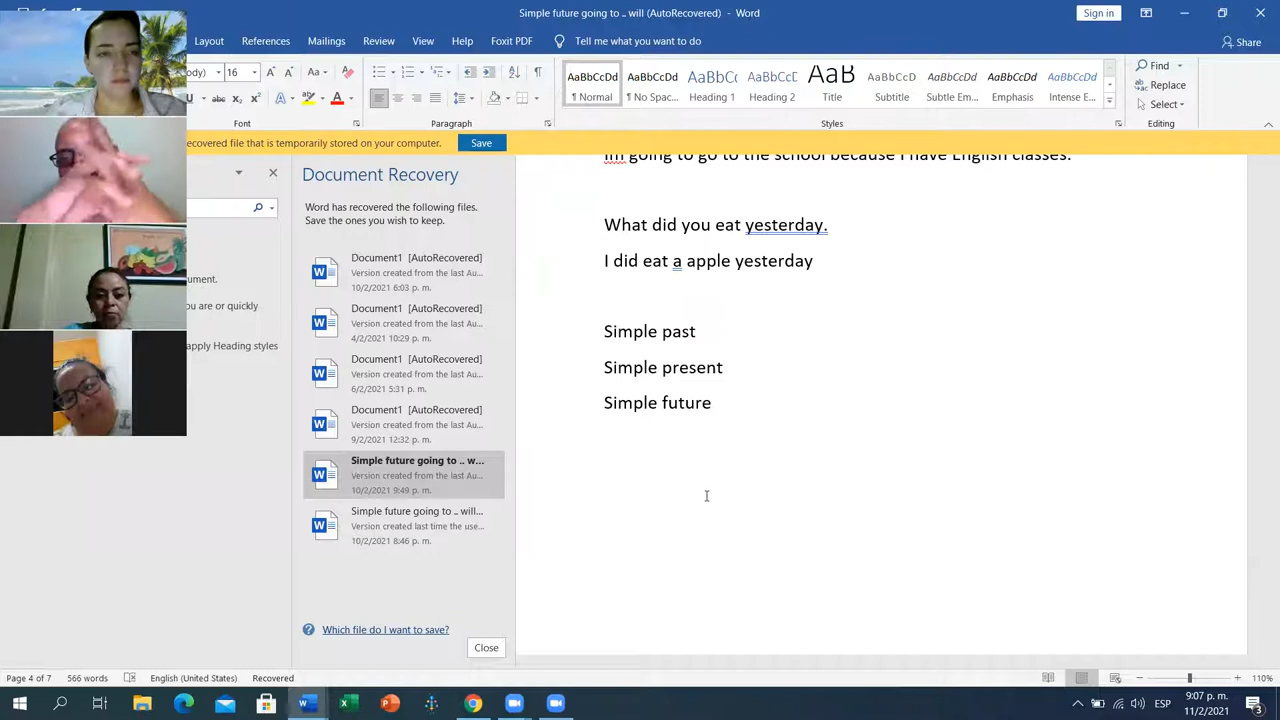 Simple future going to .. will (AutoRecovered) - Word
Sign in
Layout References Mailings Review View Help Foxit PDF Tell me what you want to do Share
16 A A Aa
AaBbCcDd AaBbCcDd AaBbCc AaBbCcD AaB AaBbCcD AaBbCcDd AaBbCcDd AaBbCcDd
¶ Normal ¶ No Spac... Heading 1 Heading 2 Title Subtitle Subtle Em... Emphasis Intense E...
Find
Replace
Select
Font Paragraph Styles Editing
ecovered file that is temporarily stored on your computer. Save
Document Recovery
Word has recovered the following files.
Save the ones you wish to keep.
Document1 [AutoRecovered]
Version created from the last Au...
10/2/2021 6:03 p. m.
Document1 [AutoRecovered]
Version created from the last Au...
4/2/2021 10:29 p. m.
Document1 [AutoRecovered]
Version created from the last Au...
6/2/2021 5:31 p. m.
Document1 [AutoRecovered]
Version created from the last Au...
9/2/2021 12:32 p. m.
Simple future going to .. w...
Version created from the last Au...
10/2/2021 9:49 p. m.
Simple future going to .. will...
Version created last time the use...
10/2/2021 8:46 p. m.
Which file do I want to save?
Close
ument.
ou are or quickly
apply Heading styles
Im going to go to the school because I have English classes.
What did you eat yesterday.
I did eat a apple yesterday
Simple past
Simple present
Simple future
Page 4 of 7 566 words English (United States) Recovered 110%
ESP 9:07 p. m.
11/2/2021
3